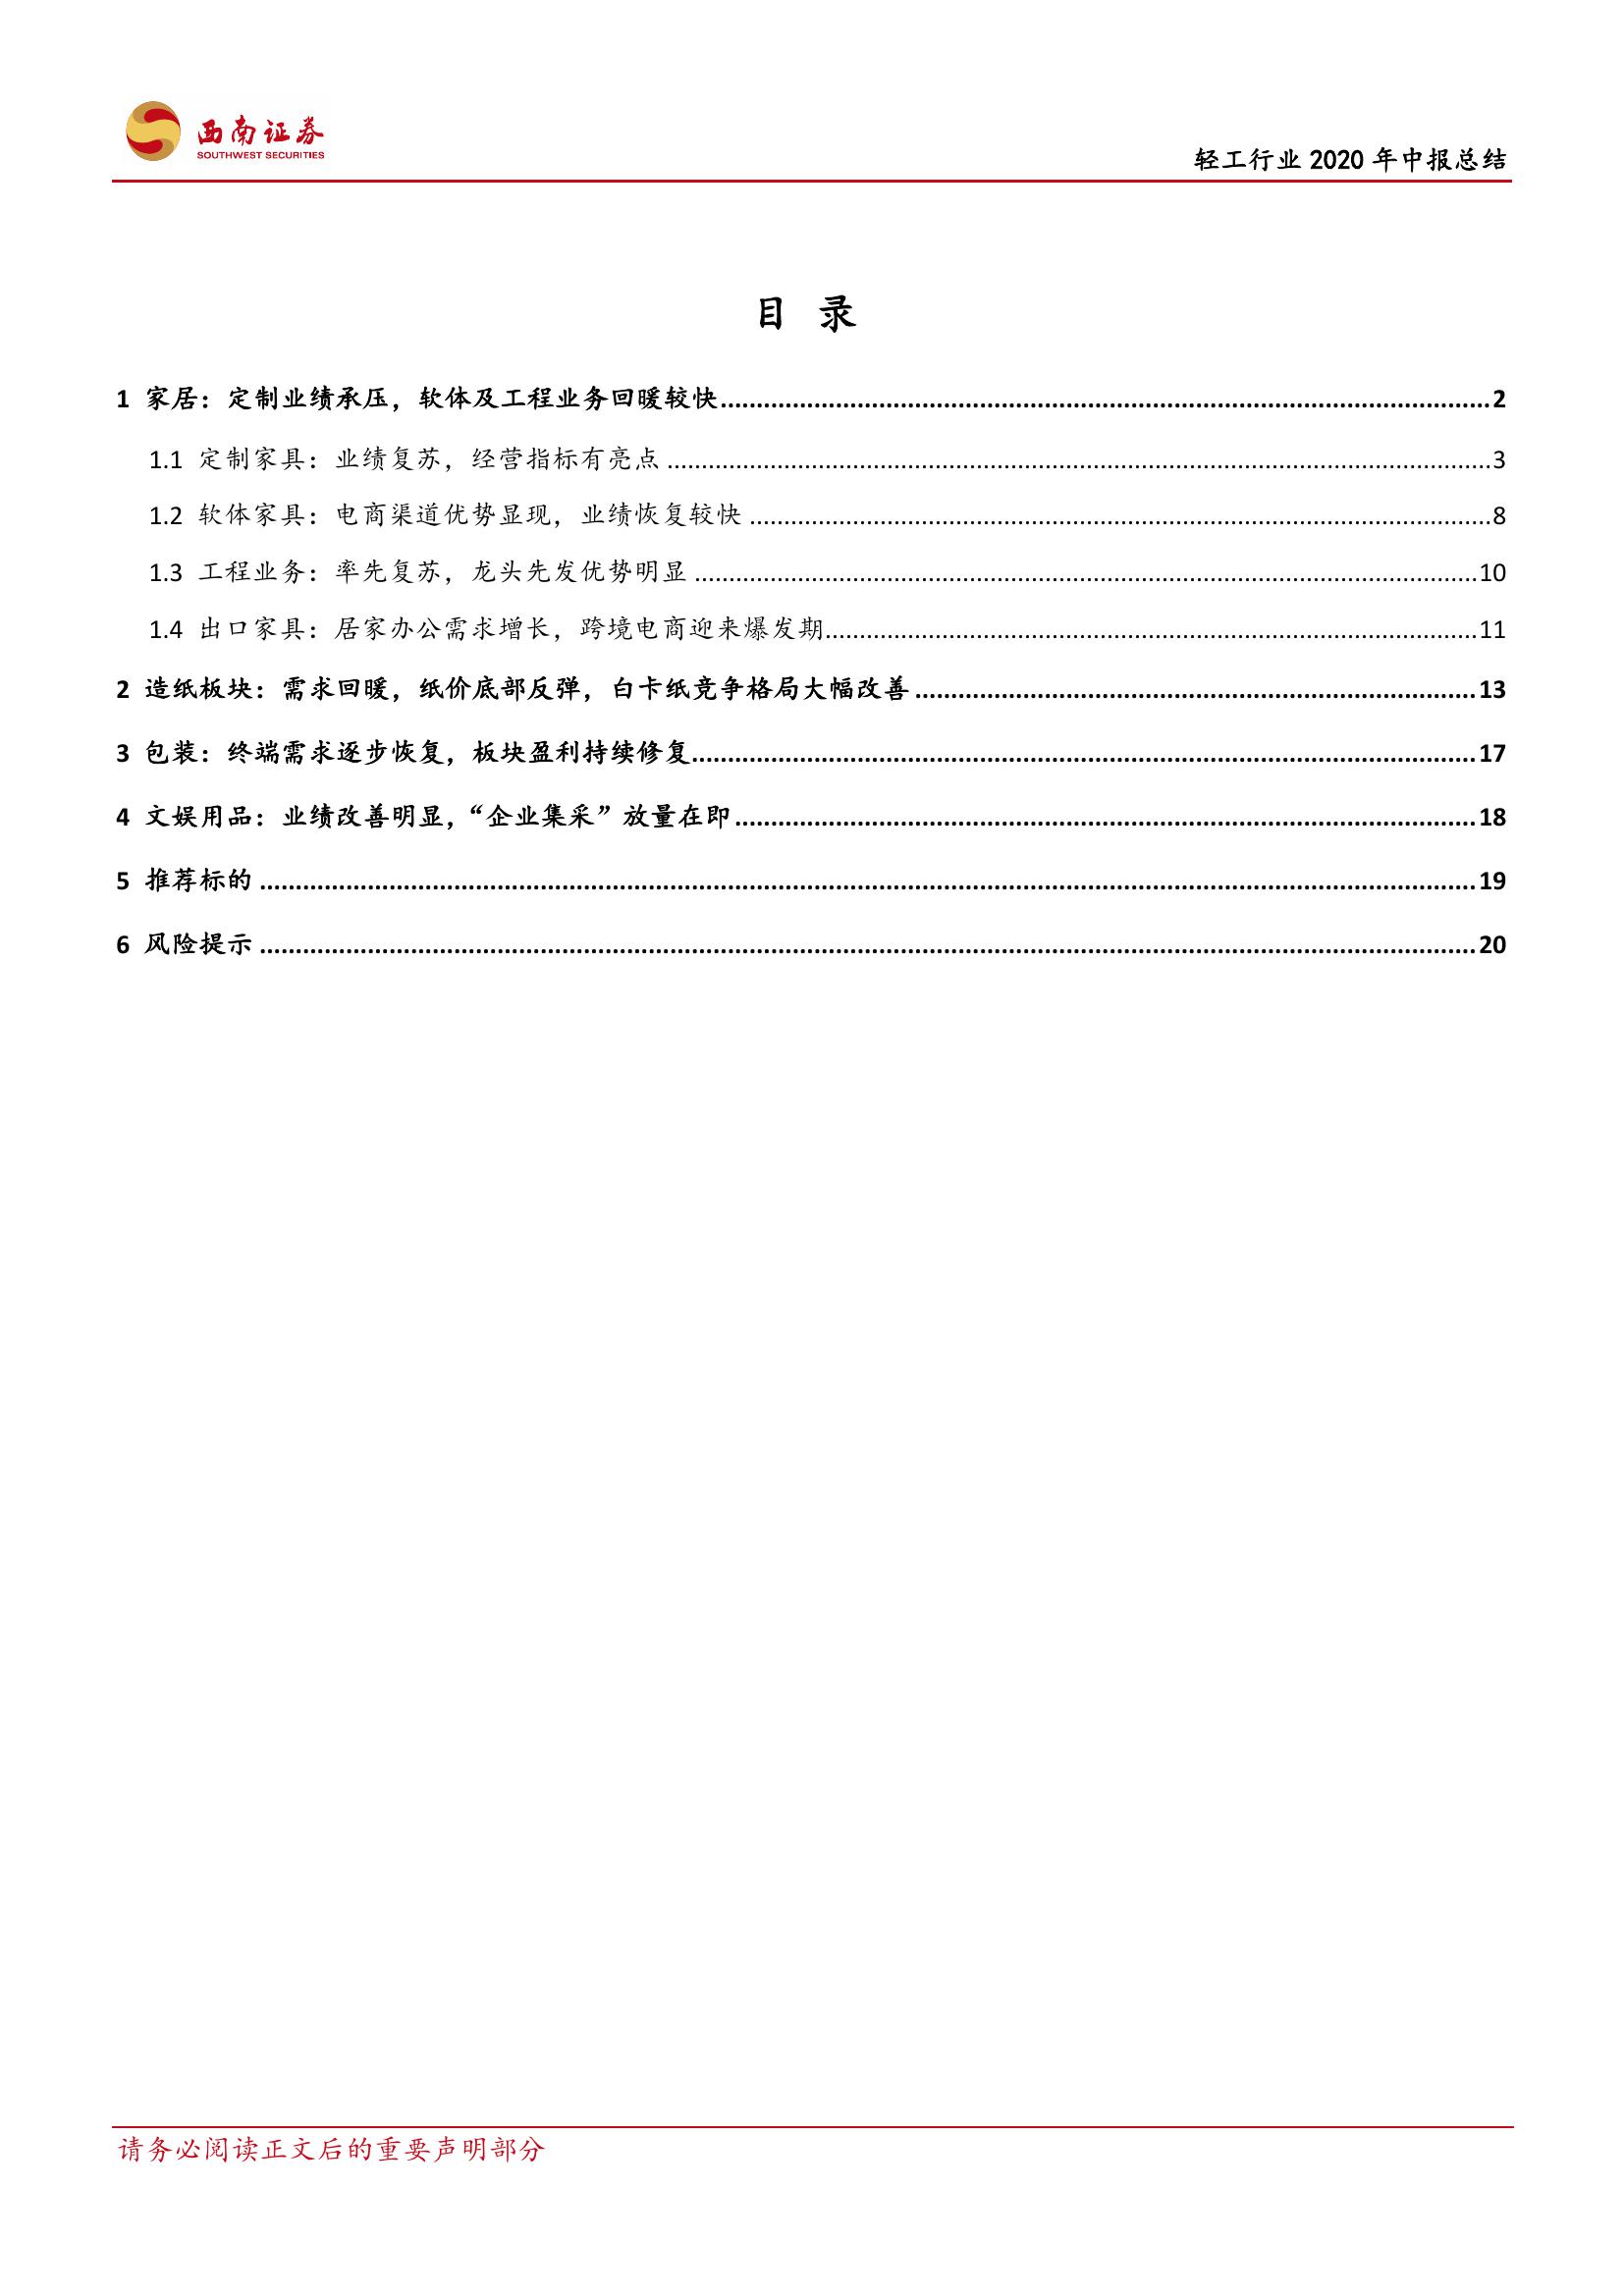 西南证券
SOUTHWEST SECURITIES
轻工行业 2020 年中报总结
目 录
1 家居：定制业绩承压，软体及工程业务回暖较快........................2
1.1 定制家具：业绩复苏，经营指标有亮点........................3
1.2 软体家具：电商渠道优势显现，业绩恢复较快........................8
1.3 工程业务：率先复苏，龙头先发优势明显........................10
1.4 出口家具：居家办公需求增长，跨境电商迎来爆发期........................11
2 造纸板块：需求回暖，纸价底部反弹，白卡纸竞争格局大幅改善........................13
3 包装：终端需求逐步恢复，板块盈利持续修复........................17
4 文娱用品：业绩改善明显，“企业集采”放量在即........................18
5 推荐标的........................19
6 风险提示........................20
请务必阅读正文后的重要声明部分